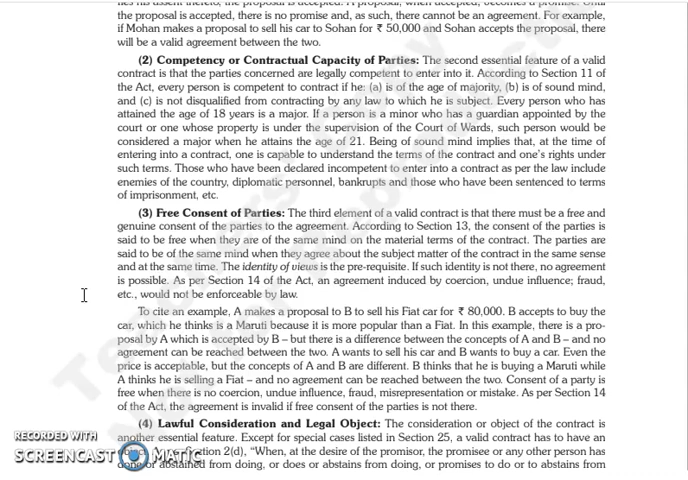 the proposal is accepted, there is no promise and, as such, there cannot be an agreement. For example,
if Mohan makes a proposal to sell his car to Sohan for ₹ 50,000 and Sohan accepts the proposal, there
will be a valid agreement between the two.
(2) Competency or Contractual Capacity of Parties: The second essential feature of a valid
contract is that the parties concerned are legally competent to enter into it. According to Section 11 of
the Act, every person is competent to contract if he: (a) is of the age of majority, (b) is of sound mind,
and (c) is not disqualified from contracting by any law to which he is subject. Every person who has
attained the age of 18 years is a major. If a person is a minor who has a guardian appointed by the
court or one whose property is under the supervision of the Court of Wards, such person would be
considered a major when he attains the age of 21. Being of sound mind implies that, at the time of
entering into a contract, one is capable to understand the terms of the contract and one's rights under
such terms. Those who have been declared incompetent to enter into a contract as per the law include
enemies of the country, diplomatic personnel, bankrupts and those who have been sentenced to terms
of imprisonment, etc.
(3) Free Consent of Parties: The third element of a valid contract is that there must be a free and
genuine consent of the parties to the agreement. According to Section 13, the consent of the parties is
said to be free when they are of the same mind on the material terms of the contract. The parties are
said to be of the same mind when they agree about the subject matter of the contract in the same sense
and at the same time. The identity of views is the pre-requisite. If such identity is not there, no agreement
is possible. As per Section 14 of the Act, an agreement induced by coercion, undue influence; fraud,
etc., would not be enforceable by law.
To cite an example, A makes a proposal to B to sell his Fiat car for ₹ 80,000. B accepts to buy the
car, which he thinks is a Maruti because it is more popular than a Fiat. In this example, there is a pro-
posal by A which is accepted by B – but there is a difference between the concepts of A and B – and no
agreement can be reached between the two. A wants to sell his car and B wants to buy a car. Even the
price is acceptable, but the concepts of A and B are different. B thinks that he is buying a Maruti while
A thinks he is selling a Fiat – and no agreement can be reached between the two. Consent of a party is
free when there is no coercion, undue influence, fraud, misrepresentation or mistake. As per Section 14
of the Act, the agreement is invalid if free consent of the parties is not there.
(4) Lawful Consideration and Legal Object: The consideration or object of the contract is
another essential feature. Except for special cases listed in Section 25, a valid contract has to have an
ction 2(d), "When, at the desire of the promisor, the promisee or any other person has
done or abstained from doing, or does or abstains from doing, or promises to do or to abstain from
RECORDED WITH
SCREENCAST MATIC